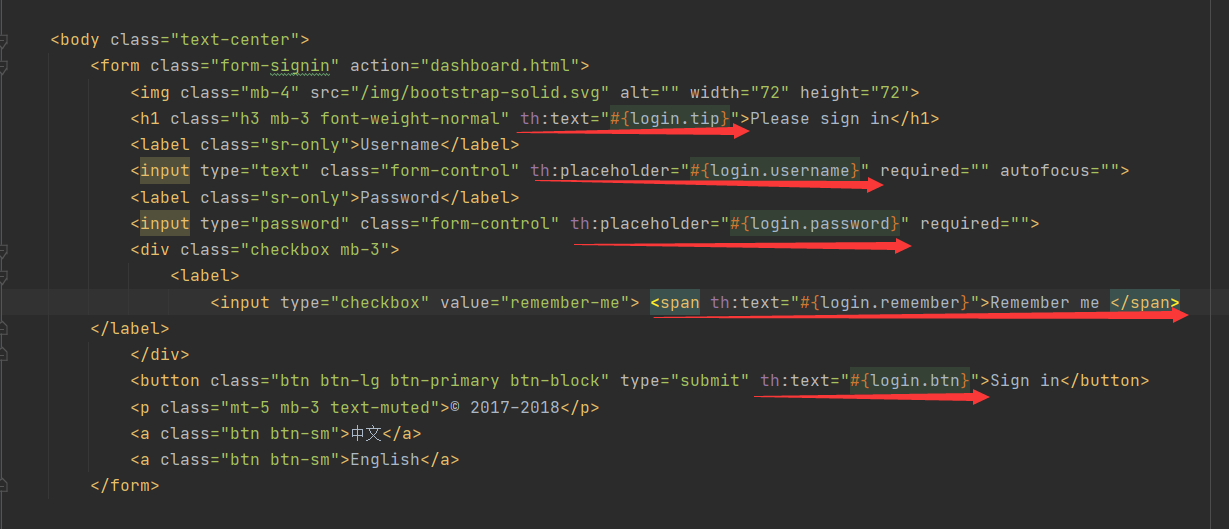 <body class="text-center">
<form class="form-signin" action="dashboard.html">
<img class="mb-4" src="/img/bootstrap-solid.svg" alt="" width="72" height="72">
<h1 class="h3 mb-3 font-weight-normal" th:text="#{login.tip}">Please sign in</h1>
<label class="sr-only">Username</label>
<input type="text" class="form-control" th:placeholder="#{login.username}" required="" autofocus="">
<label class="sr-only">Password</label>
<input type="password" class="form-control" th:placeholder="#{login.password}" required="">
<div class="checkbox mb-3">
<label>
<input type="checkbox" value="remember-me"> <span th:text="#{login.remember}">Remember me </span>
</label>
</div>
<button class="btn btn-lg btn-primary btn-block" type="submit" th:text="#{login.btn}">Sign in</button>
<p class="mt-5 mb-3 text-muted">© 2017-2018</p>
<a class="btn btn-sm">中文</a>
<a class="btn btn-sm">English</a>
</form>